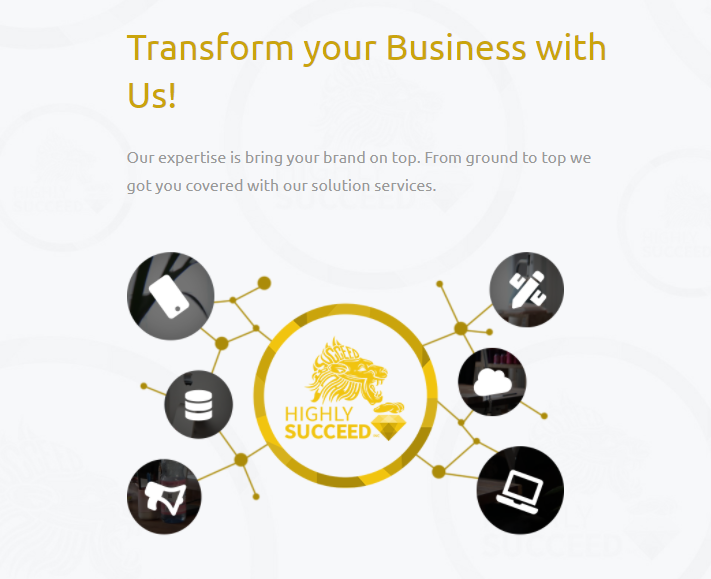 Transform your Business with
Us!
Our expertise is bring your brand on top. From ground to top we
got you covered with our solution services.
HIGHLY
SUCCEED